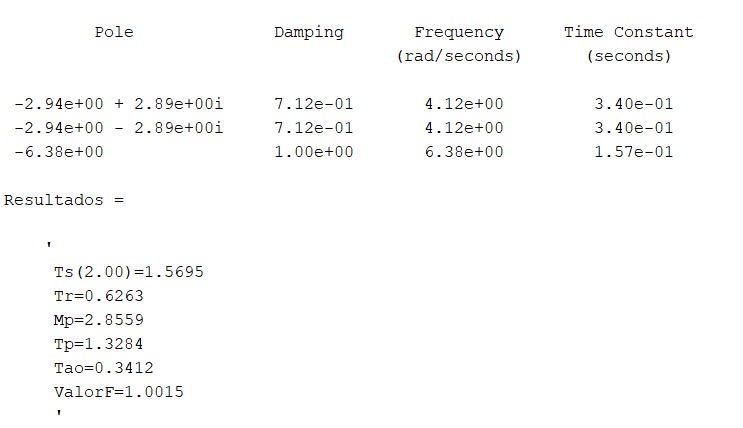 Pole Damping Frequency Time Constant
(rad/seconds) (seconds)
-2.94e+00 + 2.89e+00i 7.12e-01 4.12e+00 3.40e-01
-2.94e+00 - 2.89e+00i 7.12e-01 4.12e+00 3.40e-01
-6.38e+00 1.00e+00 6.38e+00 1.57e-01
Resultados =
'
Ts(2.00)=1.5695
Tr=0.6263
Mp=2.8559
Tp=1.3284
Tao=0.3412
ValorF=1.0015
'